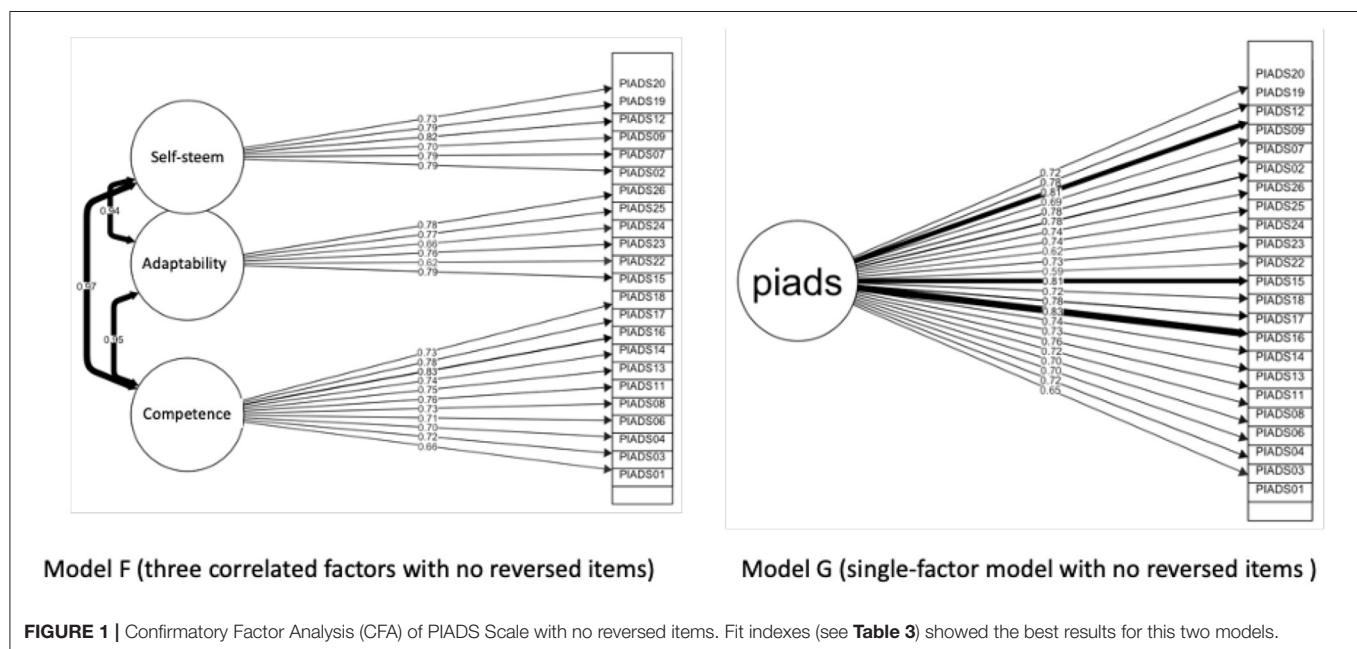 Self-steem
Adaptability
Competence
0.94
0.97
0.95
0.73
0.79
0.82
0.70
0.79
0.79
0.78
0.77
0.66
0.76
0.62
0.79
0.73
0.78
0.83
0.74
0.75
0.76
0.73
0.71
0.70
0.72
0.66
PIADS20
PIADS19
PIADS12
PIADS09
PIADS07
PIADS02
PIADS26
PIADS25
PIADS24
PIADS23
PIADS22
PIADS15
PIADS18
PIADS17
PIADS16
PIADS14
PIADS13
PIADS11
PIADS08
PIADS06
PIADS04
PIADS03
PIADS01
Model F (three correlated factors with no reversed items)
piads
0.72
0.78
0.81
0.69
0.78
0.78
0.74
0.74
0.62
0.73
0.59
0.81
0.72
0.78
0.83
0.74
0.73
0.76
0.72
0.70
0.70
0.72
0.65
PIADS20
PIADS19
PIADS12
PIADS09
PIADS07
PIADS02
PIADS26
PIADS25
PIADS24
PIADS23
PIADS22
PIADS15
PIADS18
PIADS17
PIADS16
PIADS14
PIADS13
PIADS11
PIADS08
PIADS06
PIADS04
PIADS03
PIADS01
Model G (single-factor model with no reversed items )
FIGURE 1 | Confirmatory Factor Analysis (CFA) of PIADS Scale with no reversed items. Fit indexes (see Table 3) showed the best results for this two models.